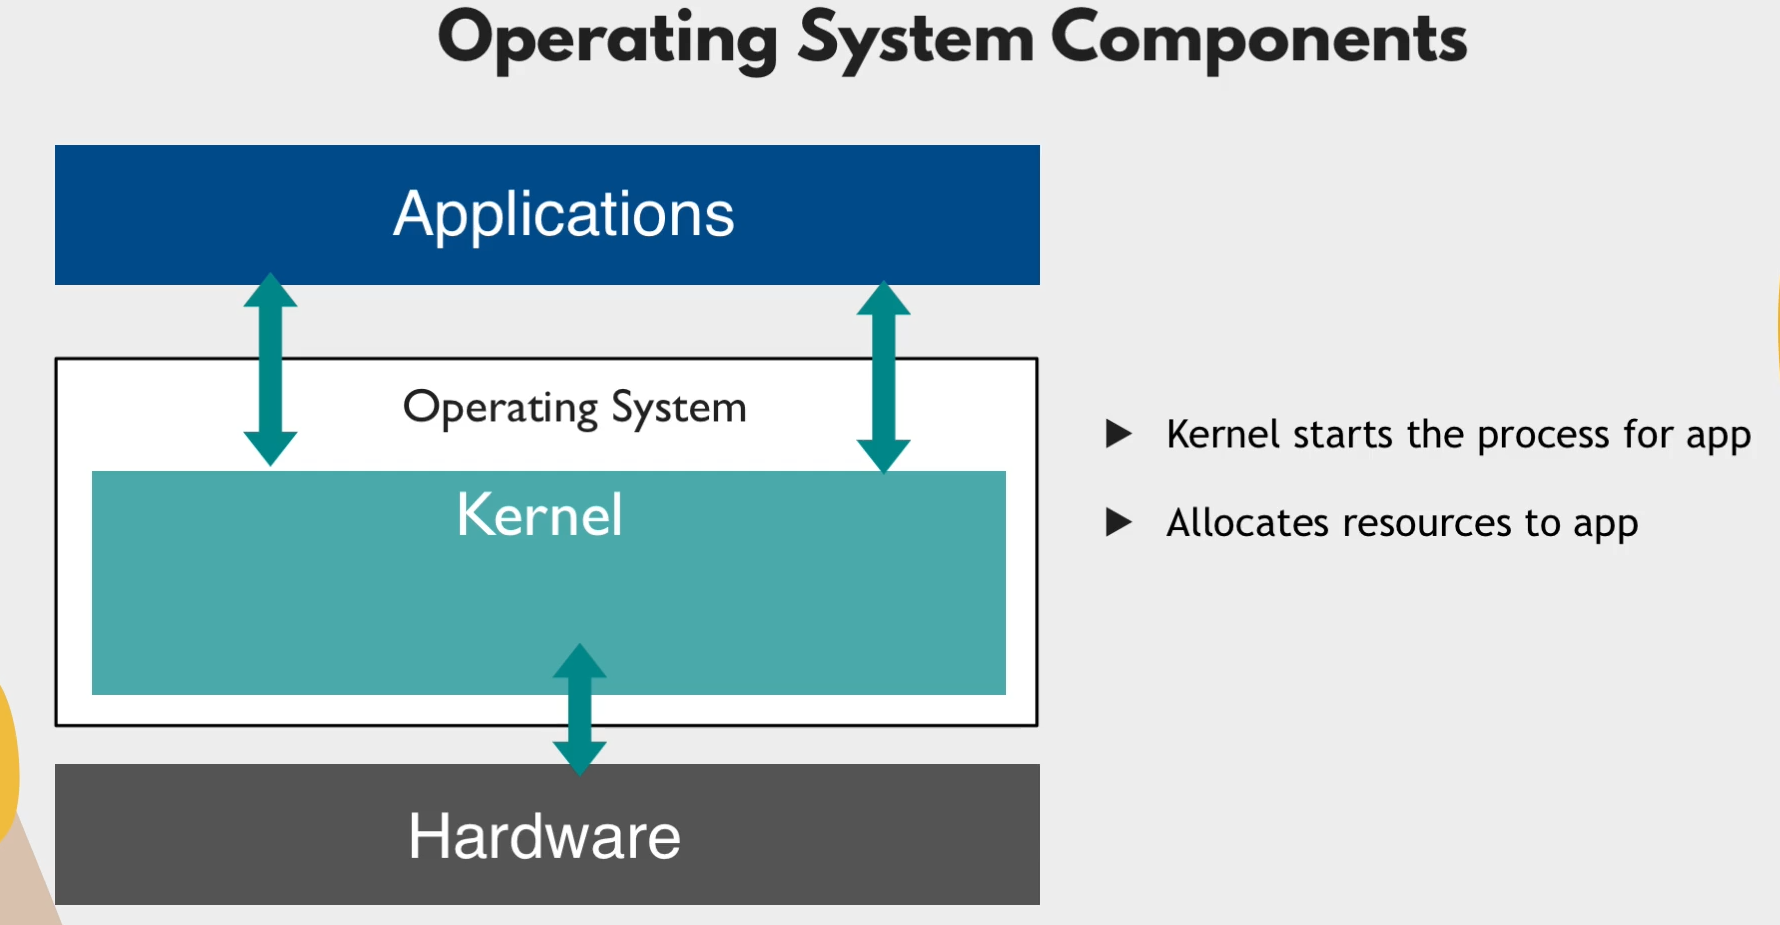 Operating System Components
Applications
Operating System
Kernel
Hardware
Kernel starts the process for app
Allocates resources to app